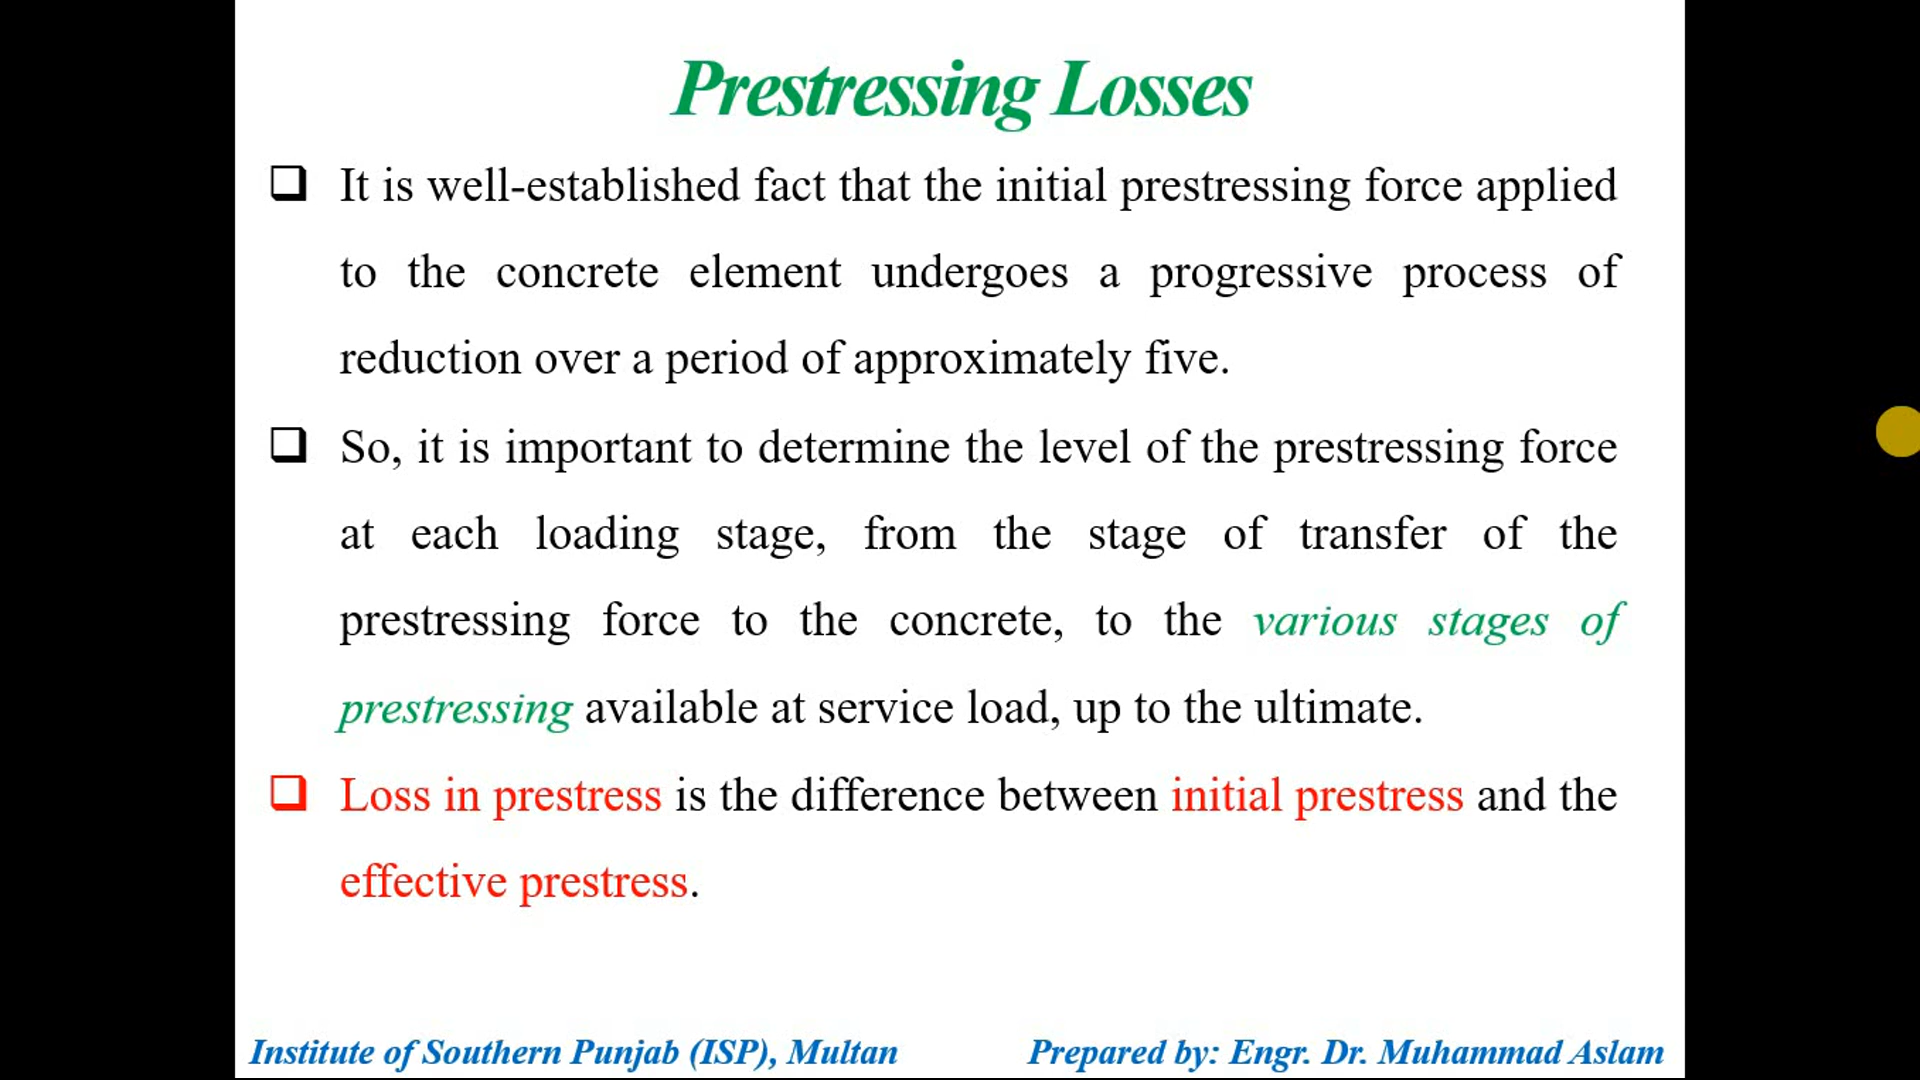 Prestressing Losses
It is well-established fact that the initial prestressing force applied
to the concrete element undergoes a progressive process of
reduction over a period of approximately five.
So, it is important to determine the level of the prestressing force
at each loading stage, from the stage of transfer of the
prestressing force to the concrete, to the various stages of
prestressing available at service load, up to the ultimate.
Loss in prestress is the difference between initial prestress and the
effective prestress.
Institute of Southern Punjab (ISP), Multan
Prepared by: Engr. Dr. Muhammad Aslam